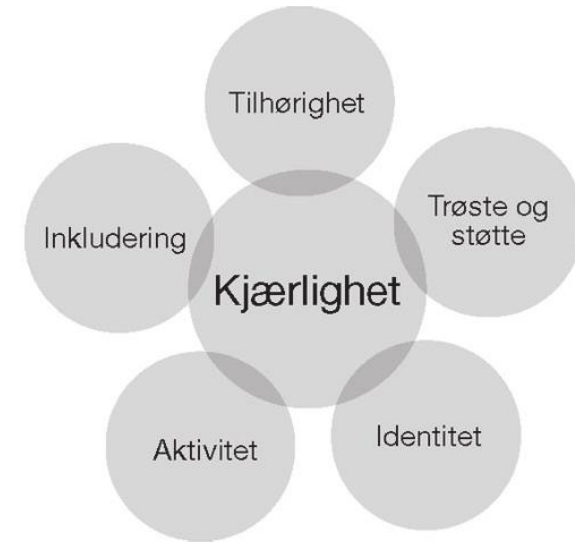 Tilhørighet
Trøste og
støtte
Inkludering
Kjærlighet
Identitet
Aktivitet